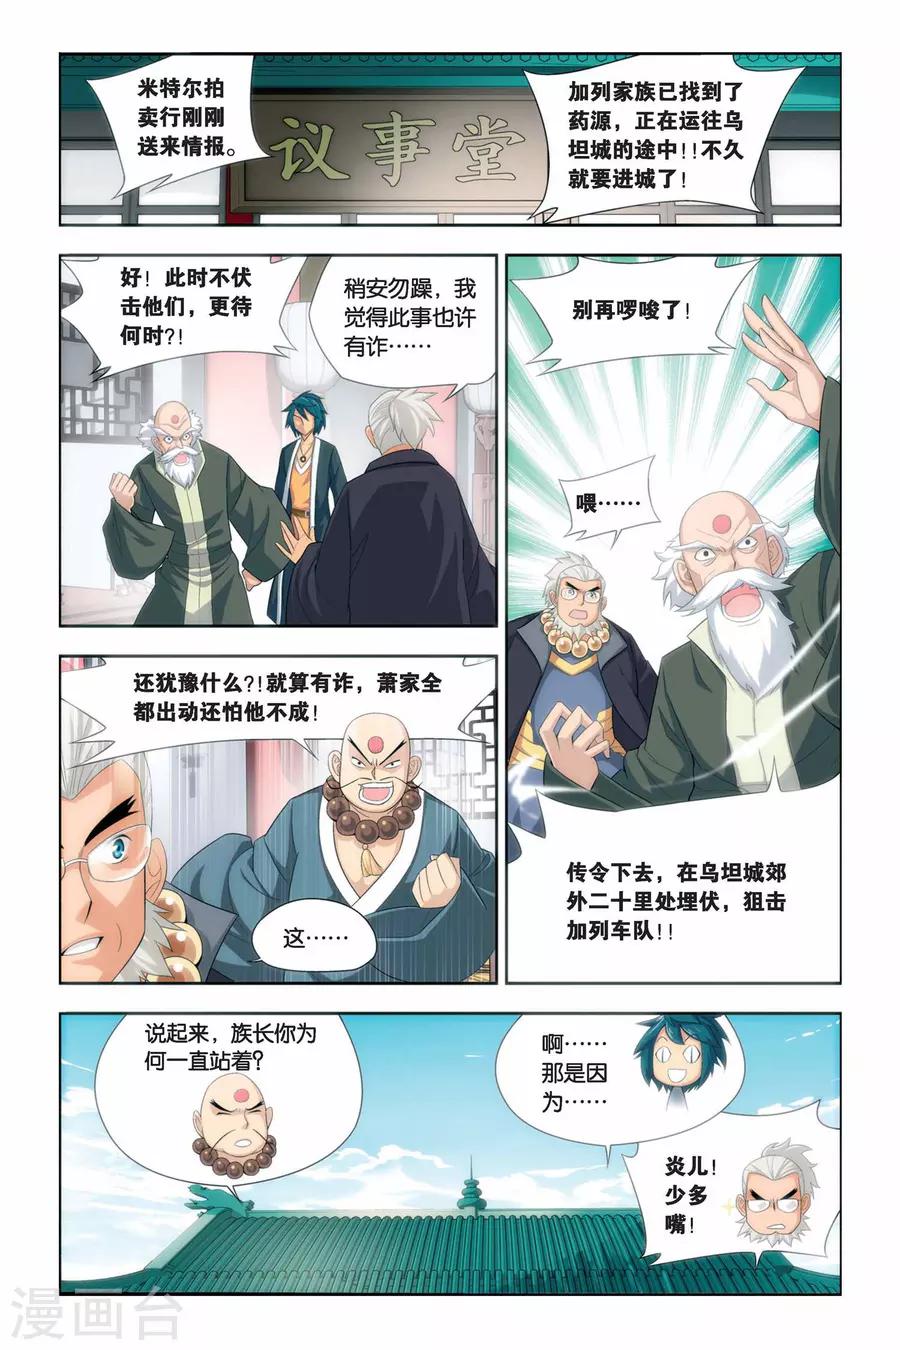 米特尔拍
卖行刚刚
送来情报。
议事堂
加列家族已找到了
药源，正在运往乌
坦城的途中!!不久
就要进城了!
好! 此时不伏
击他们，更待
何时?!
稍安勿躁，我
觉得此事也许
有诈……
别再啰唆了!
喂……
传令下去，在乌坦城郊
外二十里处埋伏，狙击
加列车队!!
还犹豫什么?!就算有诈，萧家全
都出动还怕他不成!
这……
说起来，族长你为
何一直站着?
啊……
那是因
为……
炎儿!
少多
嘴!
漫画台